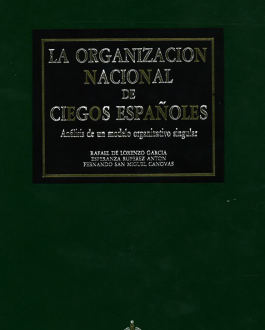 LA ORGANIZACION
NACIONAL
DE
CIEGOS ESPAÑOLES
Análisis de un modelo organizativo singular
RAFAEL DE LORENZO GARCIA
ESPERANZA RUPEREZ ANTON
FERNANDO SAN MIGUEL CANOVAS